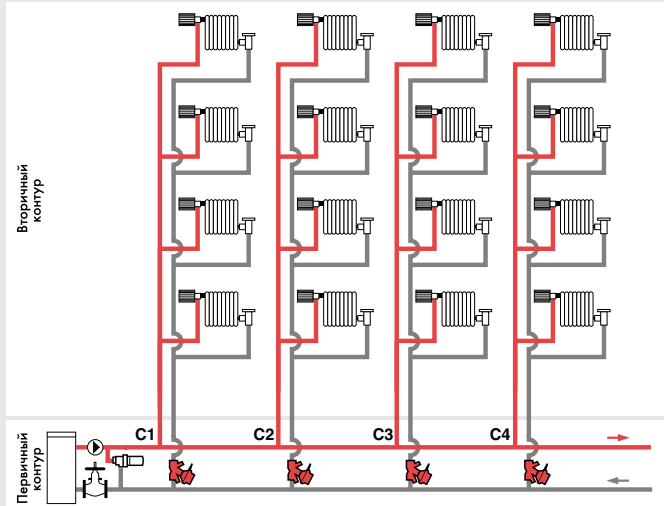 Вторичный
контур
Первичный
контур
C1
C2
C3
C4